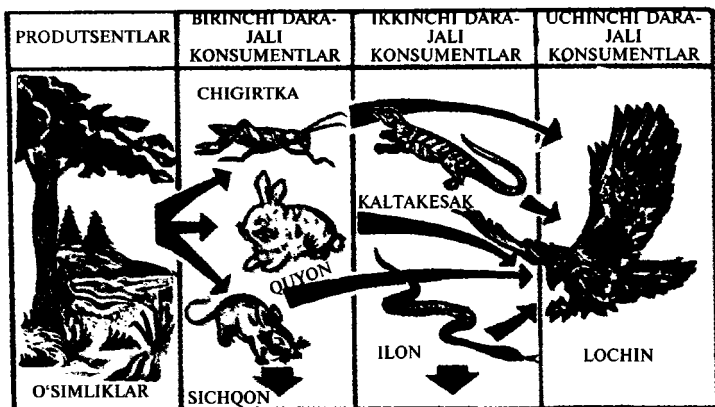 PRODUTSENTLAR
BIRINCHI DARA-
JALI
KONSUMENTLAR
IKKINCHI DARA-
JALI
KONSUMENTLAR
UCHINCHI DARA-
JALI
KONSUMENTLAR
CHIGIRTKA
KALTAKESAK
QUYON
ILON
LOCHIN
O‘SIMLIKLAR
SICHQON